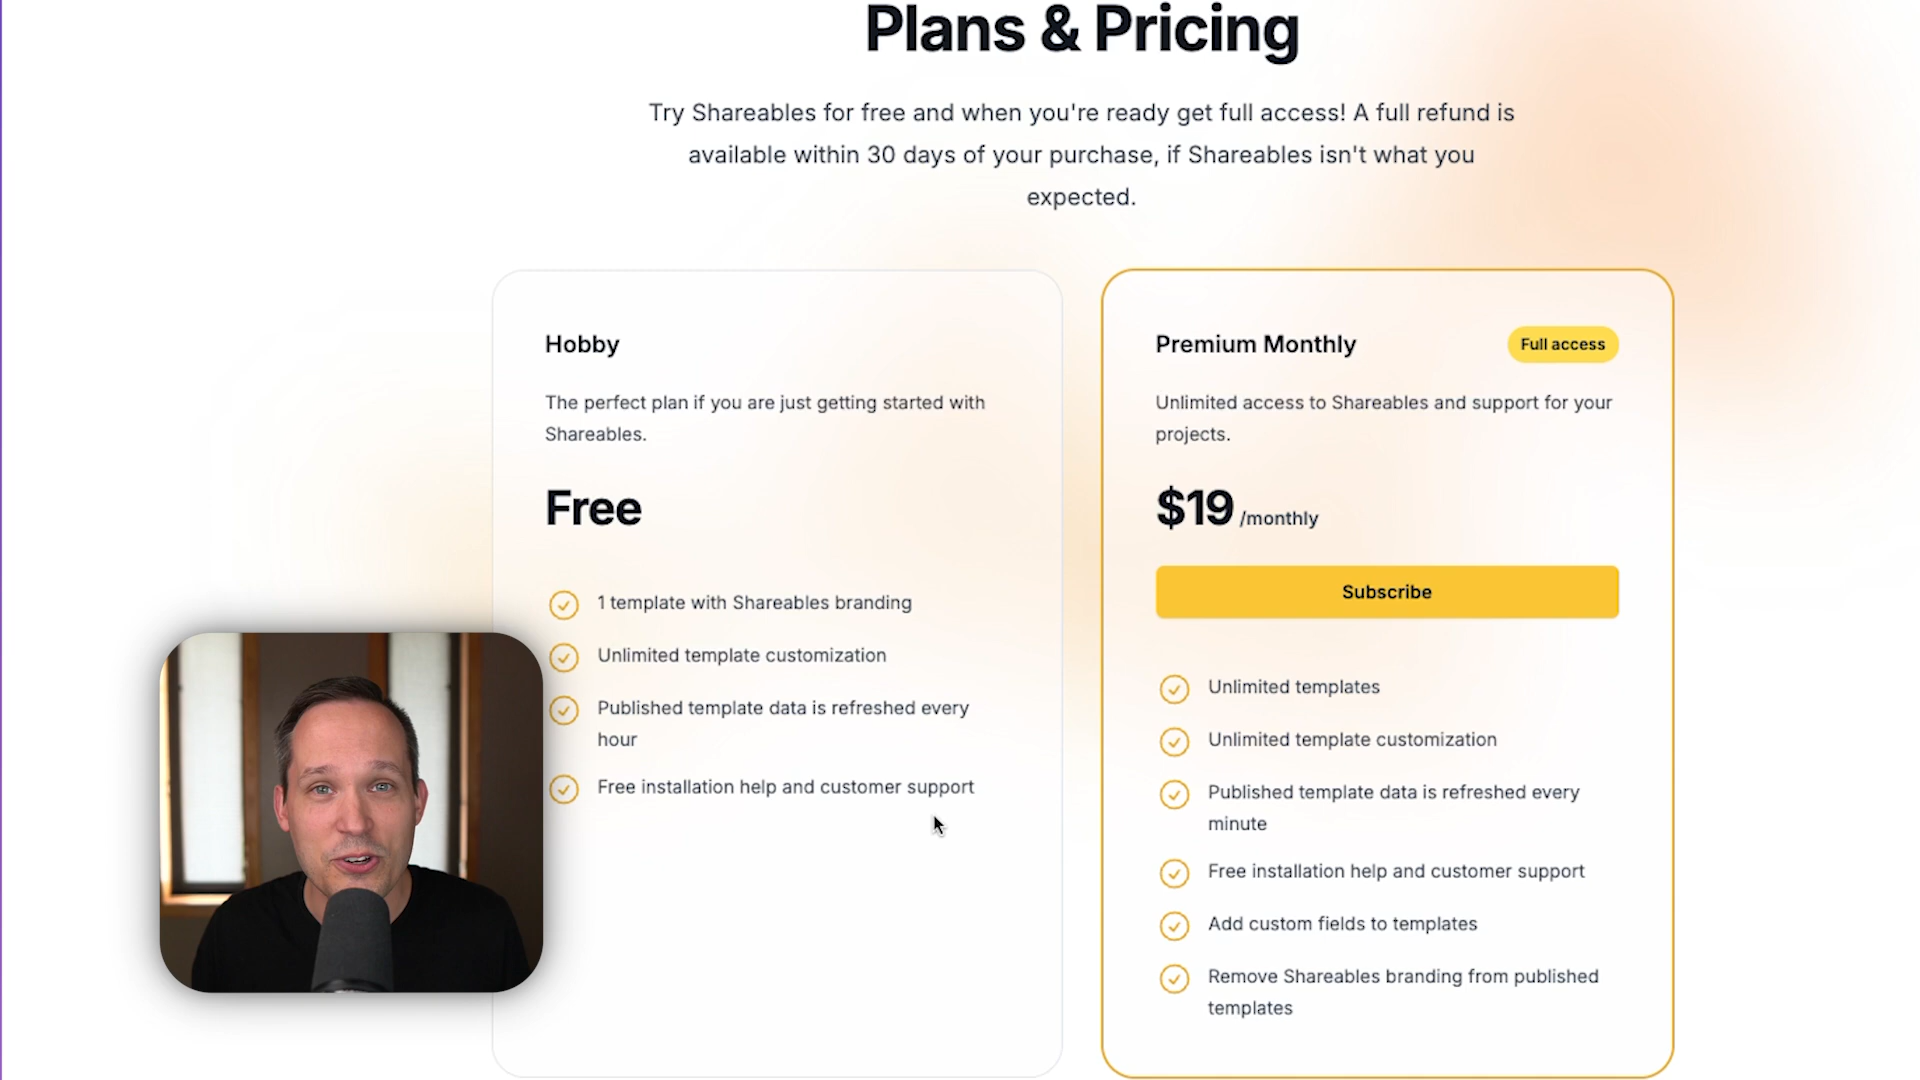 Plans & Pricing
Try Shareables for free and when you're ready get full access! A full refund is
available within 30 days of your purchase, if Shareables isn't what you
expected.
Hobby
The perfect plan if you are just getting started with
Shareables.
Free
1 template with Shareables branding
Unlimited template customization
Published template data is refreshed every
hour
Free installation help and customer support
Premium Monthly
Full access
Unlimited access to Shareables and support for your
projects.
$19 /monthly
Subscribe
Unlimited templates
Unlimited template customization
Published template data is refreshed every
minute
Free installation help and customer support
Add custom fields to templates
Remove Shareables branding from published
templates